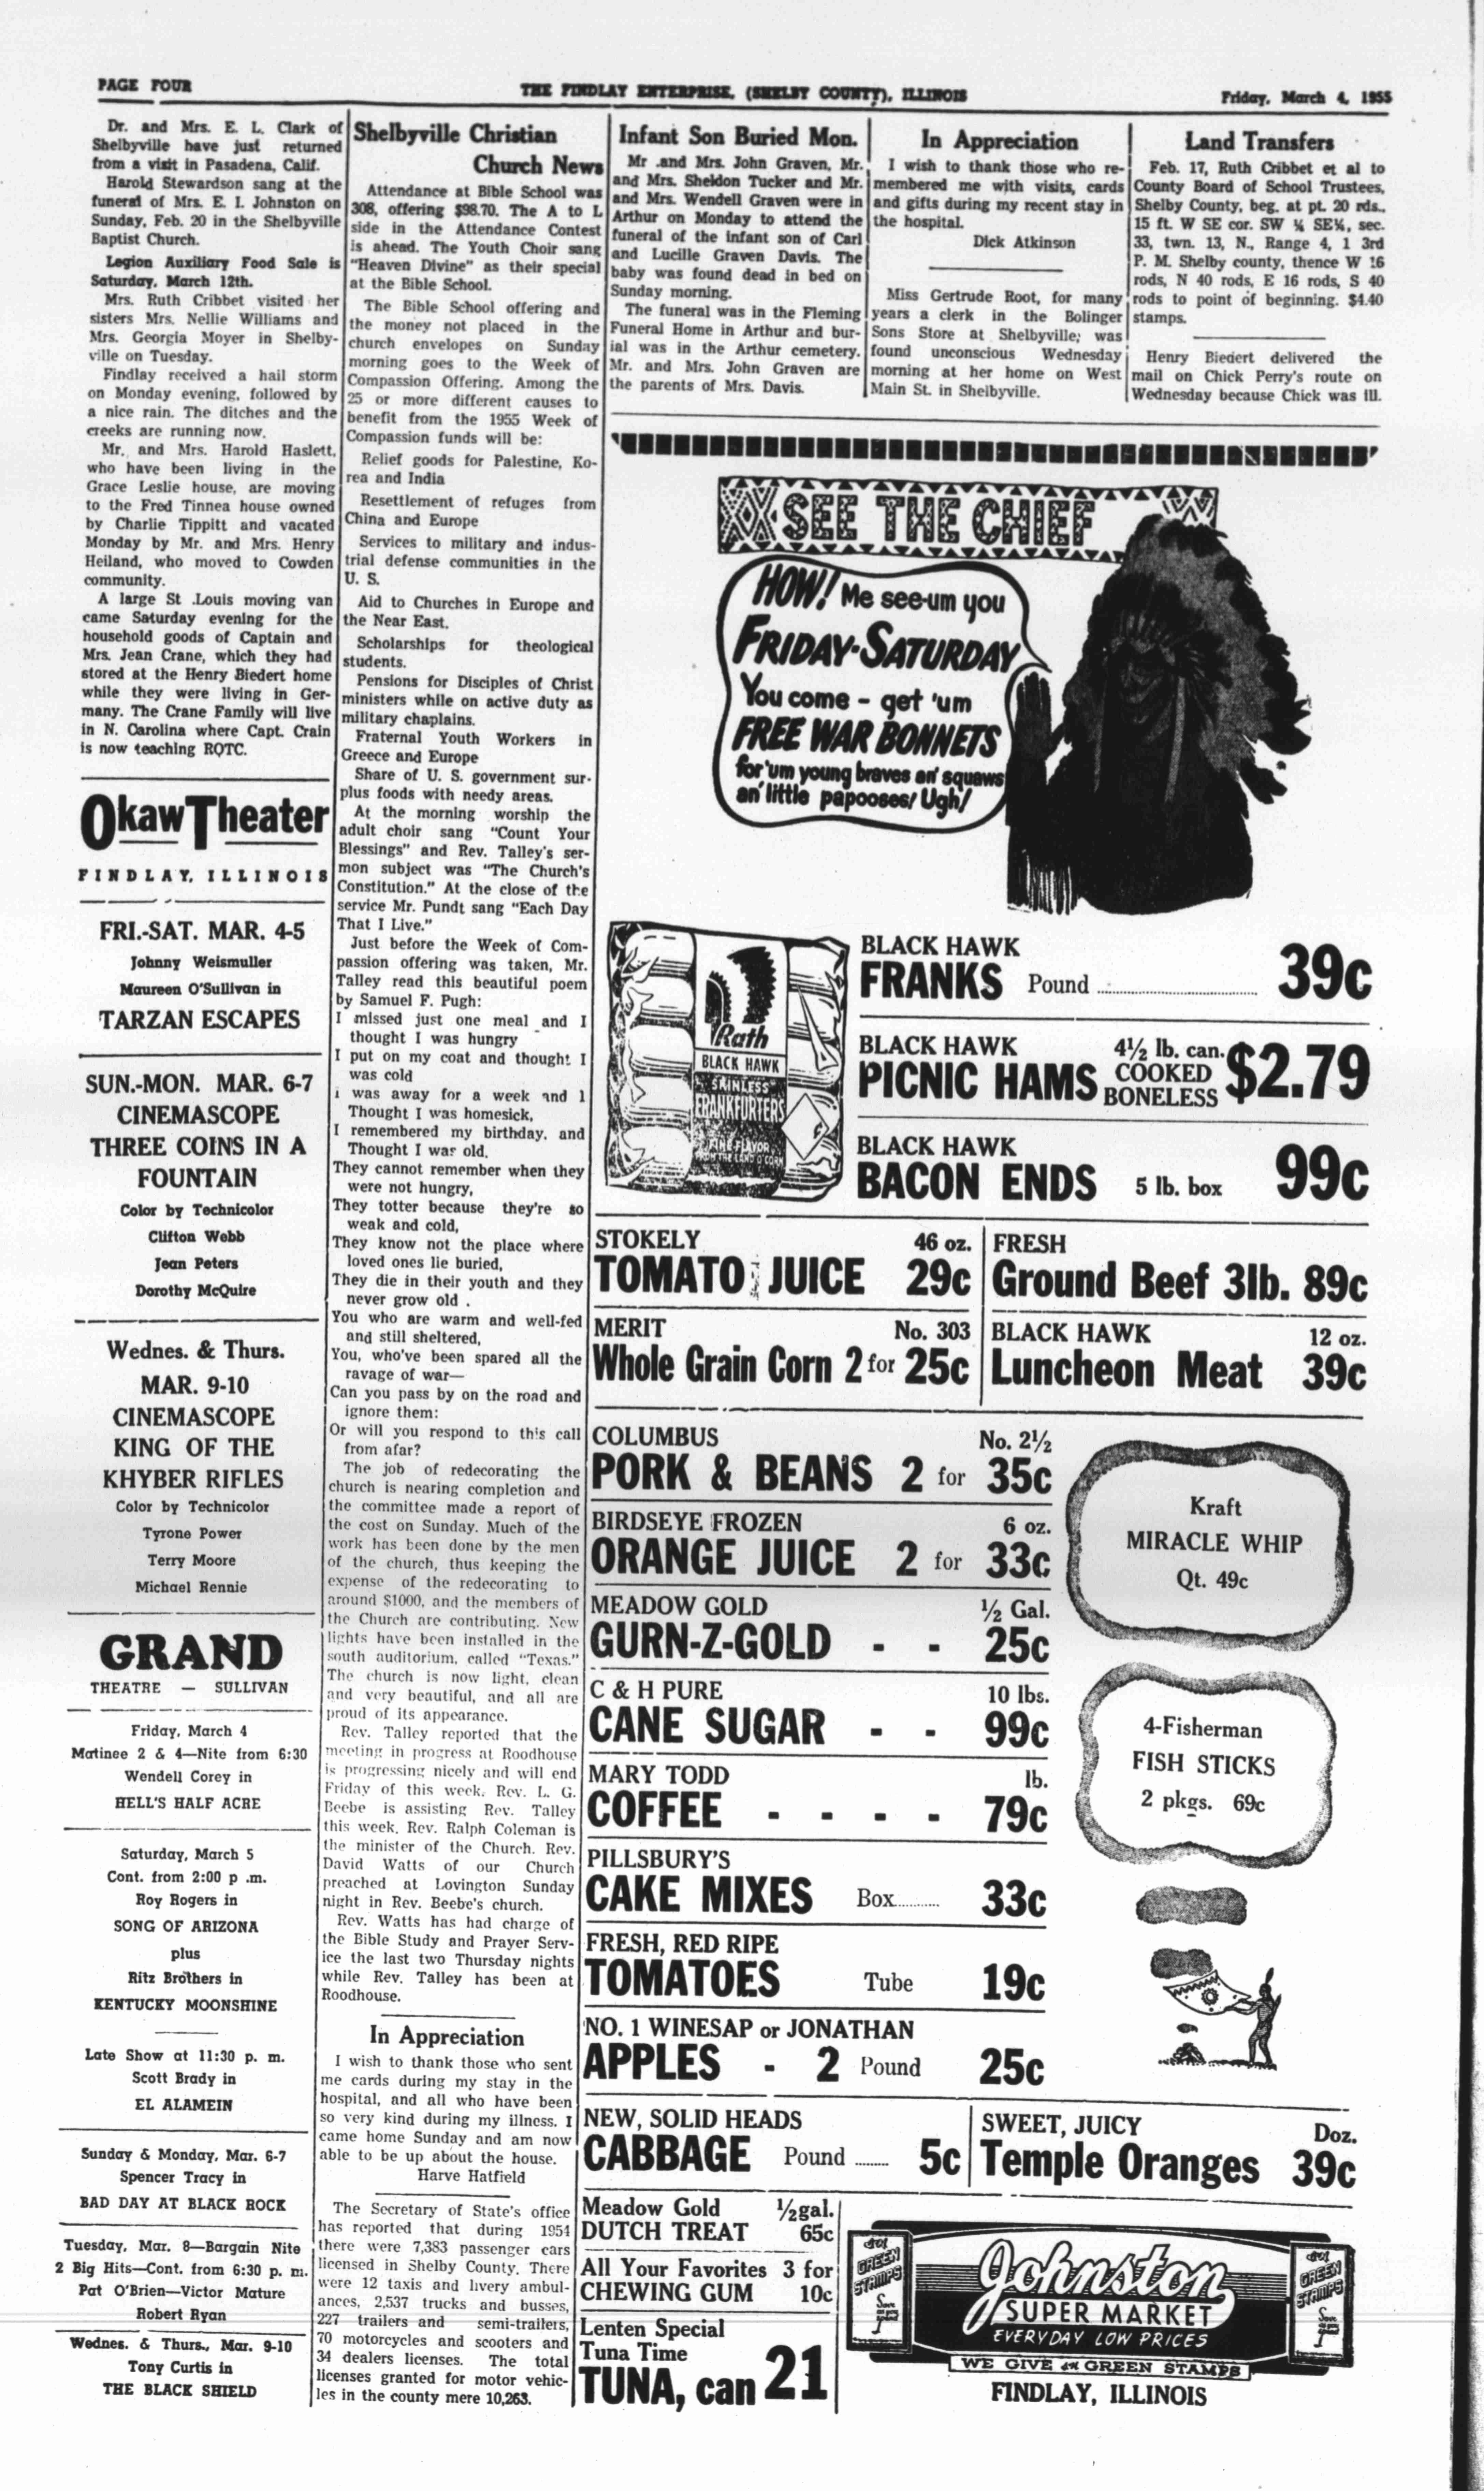 PAGE FOUR
THE FINDLAY ENTERPRISE, (SHELBY COUNTY), ILLINOIS
Friday, March 4, 1955
Dr. and Mrs. E. L. Clark of
Shelbyville have just returned
from a visit in Pasadena, Calif.
Harold Stewardson sang at the
funeral of Mrs. E. I. Johnston on
Sunday, Feb. 20 in the Shelbyville
Baptist Church.
Legion Auxiliary Food Sale is
Saturday, March 12th.
Mrs. Ruth Cribbet visited her
sisters Mrs. Nellie Williams and
Mrs. Georgia Moyer in Shelby-
ville on Tuesday.
Findlay received a hail storm
on Monday evening, followed by
a nice rain. The ditches and the
creeks are running now.
Mr. and Mrs. Harold Haslett,
who have been living in the
Grace Leslie house, are moving
to the Fred Tinnea house owned
by Charlie Tippitt and vacated
Monday by Mr. and Mrs. Henry
Heiland, who moved to Cowden
community.
A large St .Louis moving van
came Saturday evening for the
household goods of Captain and
Mrs. Jean Crane, which they had
stored at the Henry Biedert home
while they were living in Ger-
many. The Crane Family will live
in N. Carolina where Capt. Crain
is now teaching ROTC.
Okaw Theater
FINDLAY, ILLINOIS
FRI.-SAT. MAR. 4-5
Johnny Weismuller
Maureen O'Sullivan in
TARZAN ESCAPES
SUN.-MON. MAR. 6-7
CINEMASCOPE
THREE COINS IN A
FOUNTAIN
Color by Technicolor
Clifton Webb
Jean Peters
Dorothy McQuire
Wednes. & Thurs.
MAR. 9-10
CINEMASCOPE
KING OF THE
KHYBER RIFLES
Color by Technicolor
Tyrone Power
Terry Moore
Michael Rennie
GRAND
THEATRE — SULLIVAN
Friday, March 4
Matinee 2 & 4—Nite from 6:30
Wendell Corey in
HELL'S HALF ACRE
Saturday, March 5
Cont. from 2:00 p .m.
Roy Rogers in
SONG OF ARIZONA
plus
Ritz Brothers in
KENTUCKY MOONSHINE
Late Show at 11:30 p. m.
Scott Brady in
EL ALAMEIN
Sunday & Monday, Mar. 6-7
Spencer Tracy in
BAD DAY AT BLACK ROCK
Tuesday, Mar. 8—Bargain Nite
2 Big Hits—Cont. from 6:30 p. m.
Pat O'Brien—Victor Mature
Robert Ryan
Wednes. & Thurs., Mar. 9-10
Tony Curtis in
THE BLACK SHIELD
Shelbyville Christian
Church News
Attendance at Bible School was
308, offering $98.70. The A to L
side in the Attendance Contest
is ahead. The Youth Choir sang
"Heaven Divine" as their special
at the Bible School.
The Bible School offering and
the money not placed in the
church envelopes on Sunday
morning goes to the Week of
Compassion Offering. Among the
25 or more different causes to
benefit from the 1955 Week of
Compassion funds will be:
Relief goods for Palestine, Ko-
rea and India
Resettlement of refuges from
China and Europe
Services to military and indus-
trial defense communities in the
U. S.
Aid to Churches in Europe and
the Near East.
Scholarships for theological
students.
Pensions for Disciples of Christ
ministers while on active duty as
military chaplains.
Fraternal Youth Workers in
Greece and Europe
Share of U. S. government sur-
plus foods with needy areas.
At the morning worship the
adult choir sang "Count Your
Blessings" and Rev. Talley's ser-
mon subject was "The Church's
Constitution." At the close of the
service Mr. Pundt sang "Each Day
That I Live."
Just before the Week of Com-
passion offering was taken, Mr.
Talley read this beautiful poem
by Samuel F. Pugh:
I missed just one meal and I
thought I was hungry
I put on my coat and thought I
was cold
I was away for a week and I
Thought I was homesick,
I remembered my birthday, and
Thought I was old.
They cannot remember when they
were not hungry,
They totter because they're so
weak and cold,
They know not the place where
loved ones lie buried,
They die in their youth and they
never grow old .
You who are warm and well-fed
and still sheltered,
You, who've been spared all the
ravage of war—
Can you pass by on the road and
ignore them:
Or will you respond to this call
from afar?
The job of redecorating the
church is nearing completion and
the committee made a report of
the cost on Sunday. Much of the
work has been done by the men
of the church, thus keeping the
expense of the redecorating to
around $1000, and the members of
the Church are contributing. New
lights have been installed in the
south auditorium, called "Texas."
The church is now light, clean
and very beautiful, and all are
proud of its appearance.
Rev. Talley reported that the
meeting in progress at Roodhouse
is progressing nicely and will end
Friday of this week. Rev. L. G.
Beebe is assisting Rev. Talley
this week. Rev. Ralph Coleman is
the minister of the Church. Rev.
David Watts of our Church
preached at Lovington Sunday
night in Rev. Beebe's church.
Rev. Watts has had charge of
the Bible Study and Prayer Serv-
ice the last two Thursday nights
while Rev. Talley has been at
Roodhouse.
In Appreciation
I wish to thank those who sent
me cards during my stay in the
hospital, and all who have been
so very kind during my illness. I
came home Sunday and am now
able to be up about the house.
Harve Hatfield
The Secretary of State's office
has reported that during 1954
there were 7,383 passenger cars
licensed in Shelby County. There
were 12 taxis and livery ambul-
ances, 2,537 trucks and busses,
227 trailers and semi-trailers,
70 motorcycles and scooters and
34 dealers licenses. The total
licenses granted for motor vehic-
les in the county mere 10,263.
Infant Son Buried Mon.
Mr .and Mrs. John Graven, Mr.
and Mrs. Sheldon Tucker and Mr.
and Mrs. Wendell Graven were in
Arthur on Monday to attend the
funeral of the infant son of Carl
and Lucille Graven Davis. The
baby was found dead in bed on
Sunday morning.
The funeral was in the Fleming
Funeral Home in Arthur and bur-
ial was in the Arthur cemetery.
Mr. and Mrs. John Graven are
the parents of Mrs. Davis.
In Appreciation
I wish to thank those who re-
membered me with visits, cards
and gifts during my recent stay in
the hospital.
Dick Atkinson
Miss Gertrude Root, for many
years a clerk in the Bolinger
Sons Store at Shelbyville; was
found unconscious Wednesday
morning at her home on West
Main St. in Shelbyville.
Land Transfers
Feb. 17, Ruth Cribbet et al to
County Board of School Trustees,
Shelby County, beg. at pt. 20 rds.,
15 ft. W SE cor. SW ¼ SE¼, sec.
33, twn. 13, N., Range 4, 1 3rd
P. M. Shelby county, thence W 16
rods, N 40 rods, E 16 rods, S 40
rods to point of beginning. $4.40
stamps.
Henry Biedert delivered the
mail on Chick Perry's route on
Wednesday because Chick was ill.
SEE THE CHIEF
HOW! Me see-um you
FRIDAY-SATURDAY
You come - get 'um
FREE WAR BONNETS
for 'um young braves an' squaws
an' little papooses! Ugh!
Rath
BLACK HAWK
SKINLESS
FRANKFURTERS
FINE FLAVOR
FROM THE LAND O'CORN
BLACK HAWK
FRANKS Pound 39c
BLACK HAWK 4½ lb. can.
PICNIC HAMS COOKED BONELESS $2.79
BLACK HAWK
BACON ENDS 5 lb. box 99c
STOKELY 46 oz.
TOMATO JUICE 29c
FRESH
Ground Beef 3lb. 89c
MERIT No. 303
Whole Grain Corn 2 for 25c
BLACK HAWK 12 oz.
Luncheon Meat 39c
COLUMBUS No. 2½
PORK & BEANS 2 for 35c
BIRDSEYE FROZEN 6 oz.
ORANGE JUICE 2 for 33c
MEADOW GOLD ½ Gal.
GURN-Z-GOLD - - 25c
C & H PURE 10 lbs.
CANE SUGAR - - 99c
MARY TODD lb.
COFFEE - - - - 79c
PILLSBURY'S
CAKE MIXES Box 33c
FRESH, RED RIPE
TOMATOES Tube 19c
NO. 1 WINESAP or JONATHAN
APPLES - 2 Pound 25c
Kraft
MIRACLE WHIP
Qt. 49c
4-Fisherman
FISH STICKS
2 pkgs. 69c
NEW, SOLID HEADS
CABBAGE Pound 5c
SWEET, JUICY Doz.
Temple Oranges 39c
Meadow Gold ½gal.
DUTCH TREAT 65c
All Your Favorites 3 for
CHEWING GUM 10c
Lenten Special
Tuna Time
TUNA, can 21
GREEN
STAMPS
Johnston
SUPER MARKET
EVERYDAY LOW PRICES
WE GIVE GREEN STAMPS
GREEN
STAMPS
FINDLAY, ILLINOIS